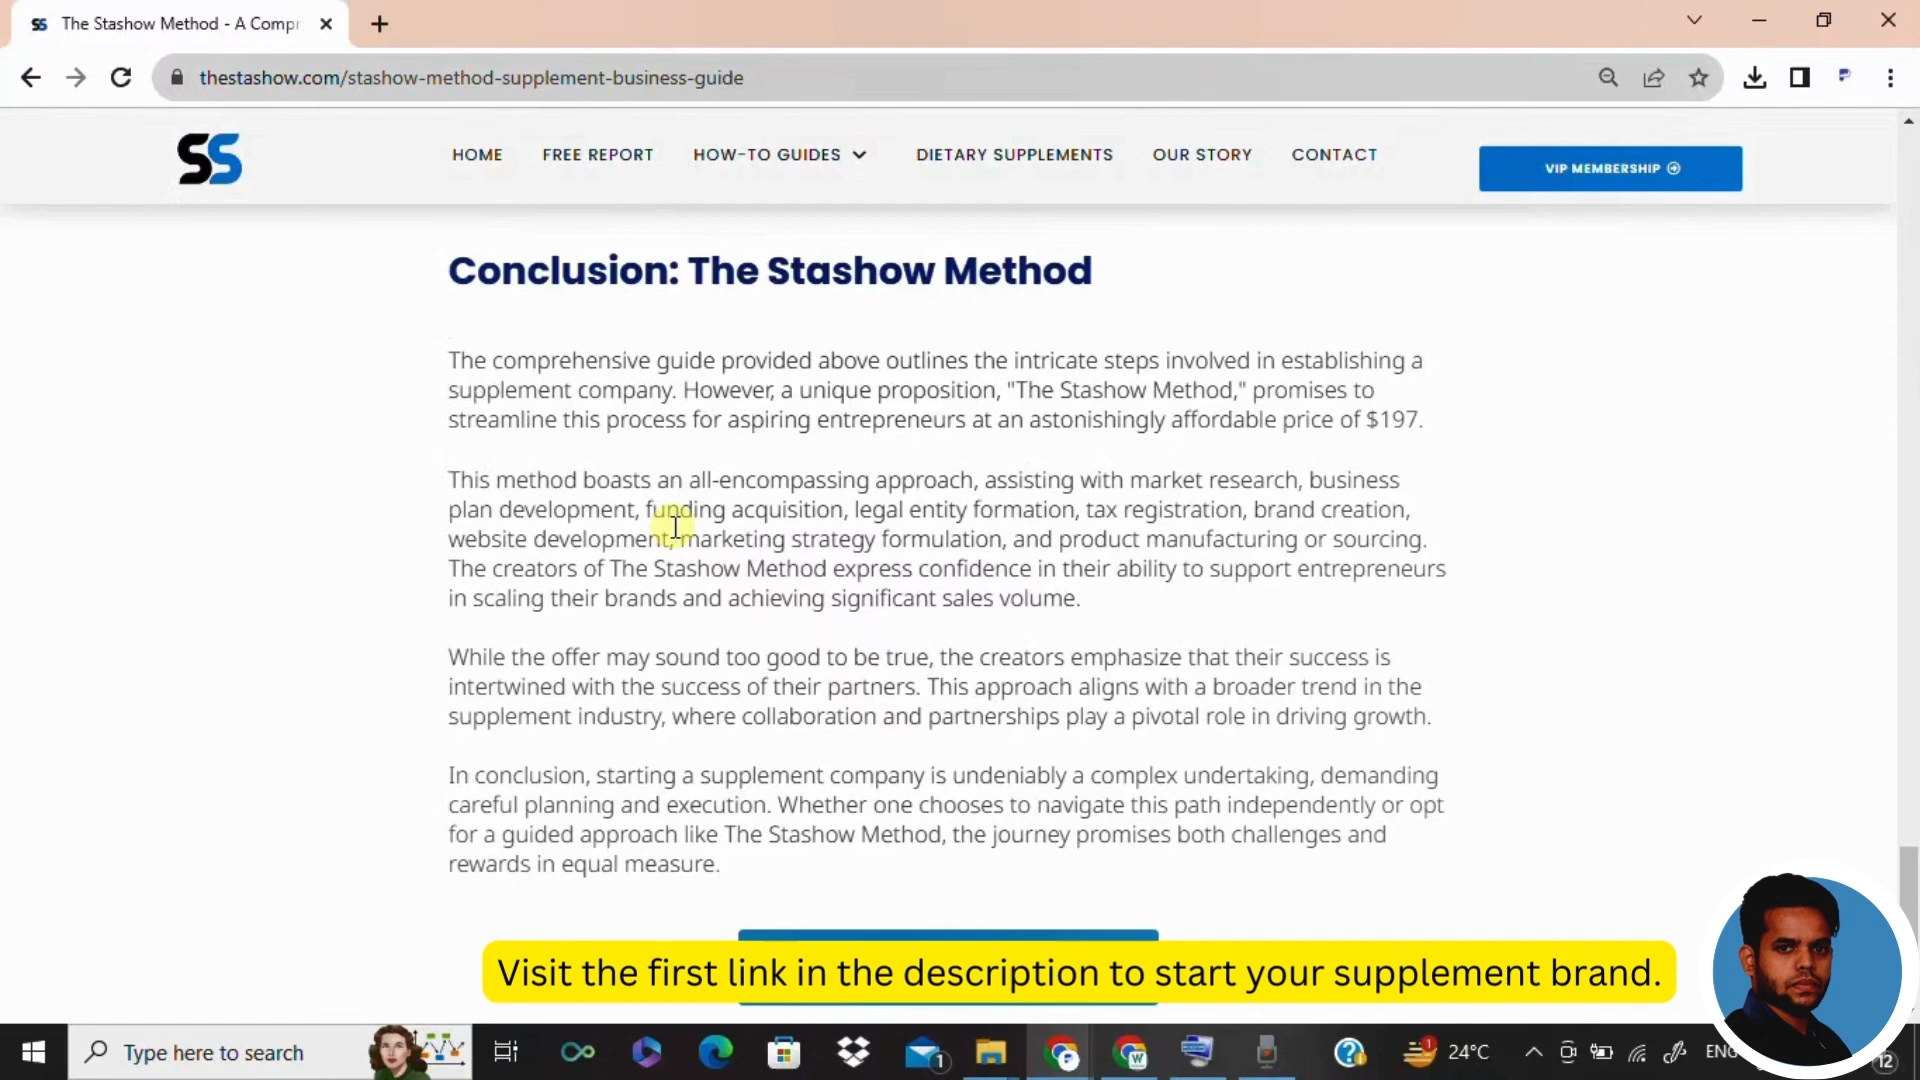 SS The Stashow Method - A Compr
thestashow.com/stashow-method-supplement-business-guide
SS
HOME FREE REPORT HOW-TO GUIDES DIETARY SUPPLEMENTS OUR STORY CONTACT VIP MEMBERSHIP
Conclusion: The Stashow Method
The comprehensive guide provided above outlines the intricate steps involved in establishing a
supplement company. However, a unique proposition, "The Stashow Method," promises to
streamline this process for aspiring entrepreneurs at an astonishingly affordable price of $197.
This method boasts an all-encompassing approach, assisting with market research, business
plan development, funding acquisition, legal entity formation, tax registration, brand creation,
website development, marketing strategy formulation, and product manufacturing or sourcing.
The creators of The Stashow Method express confidence in their ability to support entrepreneurs
in scaling their brands and achieving significant sales volume.
While the offer may sound too good to be true, the creators emphasize that their success is
intertwined with the success of their partners. This approach aligns with a broader trend in the
supplement industry, where collaboration and partnerships play a pivotal role in driving growth.
In conclusion, starting a supplement company is undeniably a complex undertaking, demanding
careful planning and execution. Whether one chooses to navigate this path independently or opt
for a guided approach like The Stashow Method, the journey promises both challenges and
rewards in equal measure.
Visit the first link in the description to start your supplement brand.
Type here to search 1 P W 1 24°C ENG 12